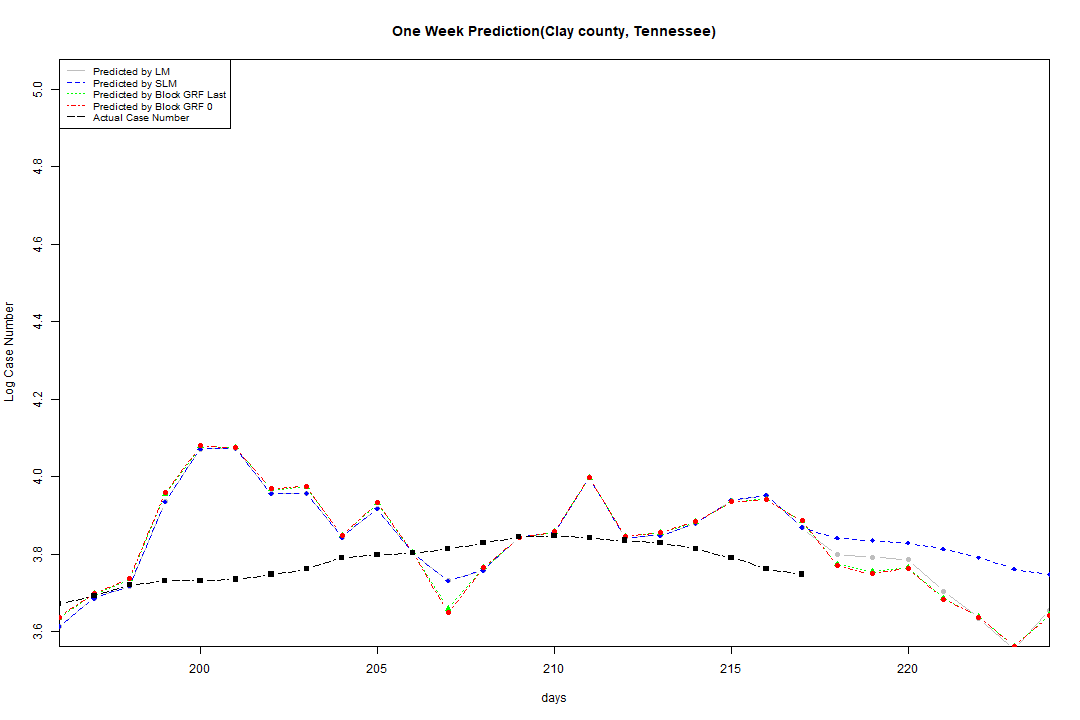 One Week Prediction(Clay county, Tennessee)
Predicted by LM
Predicted by SLM
Predicted by Block GRF Last
Predicted by Block GRF 0
Actual Case Number
5.0
4.8
4.6
4.4
4.2
4.0
3.8
3.6
Log Case Number
200 205 210 215 220
days